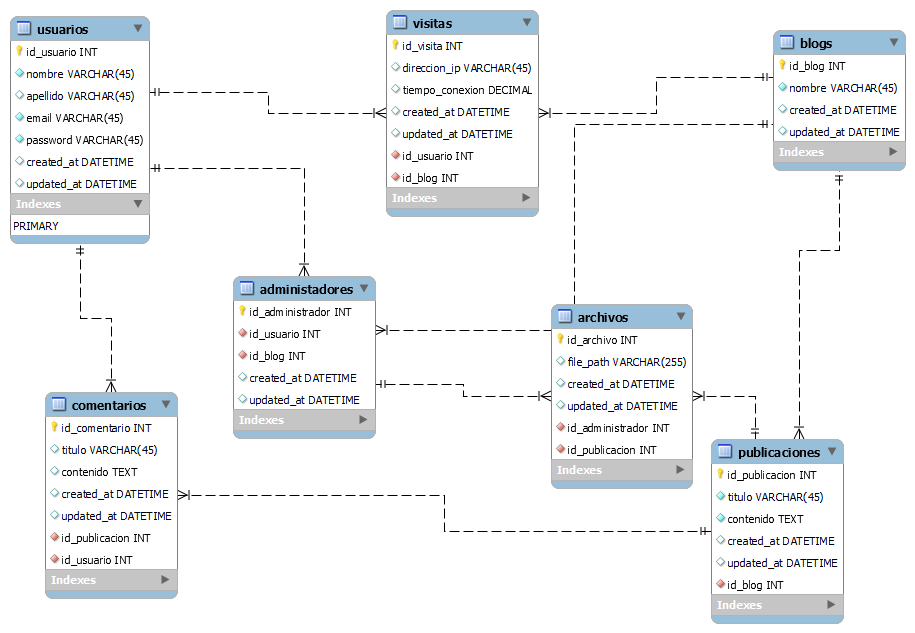 usuarios
id_usuario INT
nombre VARCHAR(45)
apellido VARCHAR(45)
email VARCHAR(45)
password VARCHAR(45)
created_at DATETIME
updated_at DATETIME
Indexes
PRIMARY
visitas
id_visita INT
direccion_ip VARCHAR(45)
tiempo_conexion DECIMAL
created_at DATETIME
updated_at DATETIME
id_usuario INT
id_blog INT
Indexes
blogs
id_blog INT
nombre VARCHAR(45)
created_at DATETIME
updated_at DATETIME
Indexes
administadores
id_administrador INT
id_usuario INT
id_blog INT
created_at DATETIME
updated_at DATETIME
Indexes
archivos
id_archivo INT
file_path VARCHAR(255)
created_at DATETIME
updated_at DATETIME
id_administrador INT
id_publicacion INT
Indexes
comentarios
id_comentario INT
titulo VARCHAR(45)
contenido TEXT
created_at DATETIME
updated_at DATETIME
id_publicacion INT
id_usuario INT
Indexes
publicaciones
id_publicacion INT
titulo VARCHAR(45)
contenido TEXT
created_at DATETIME
updated_at DATETIME
id_blog INT
Indexes